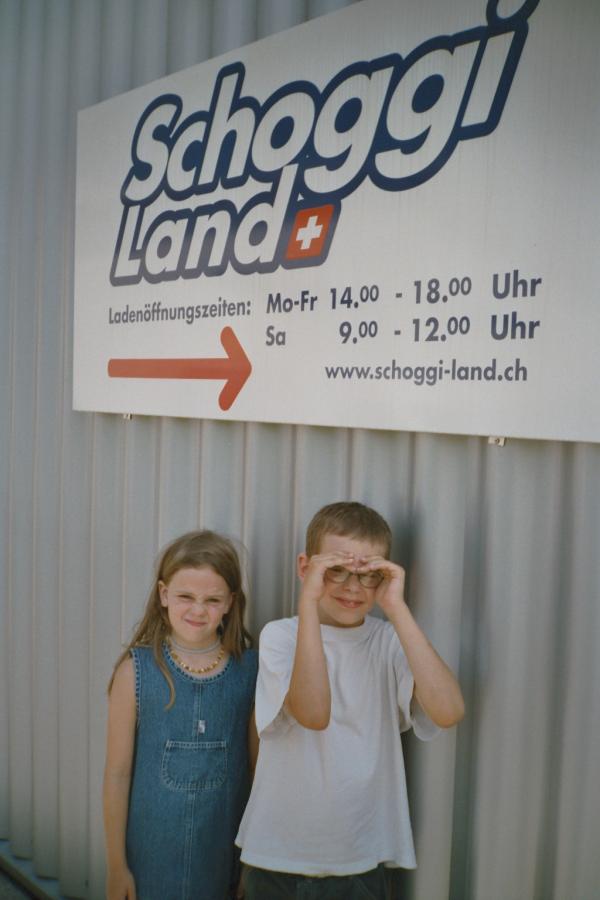 Schoggi
Land
Ladenöffnungszeiten: Mo-Fr 14.00 - 18.00 Uhr
Sa 9.00 - 12.00 Uhr
www.schoggi-land.ch